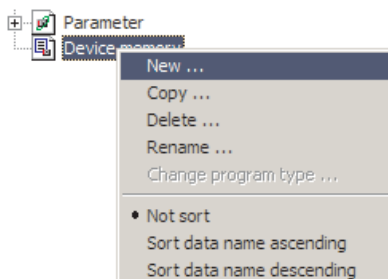 Parameter
Device memory
New ...
Copy ...
Delete ...
Rename ...
Change program type ...
Not sort
Sort data name ascending
Sort data name descending